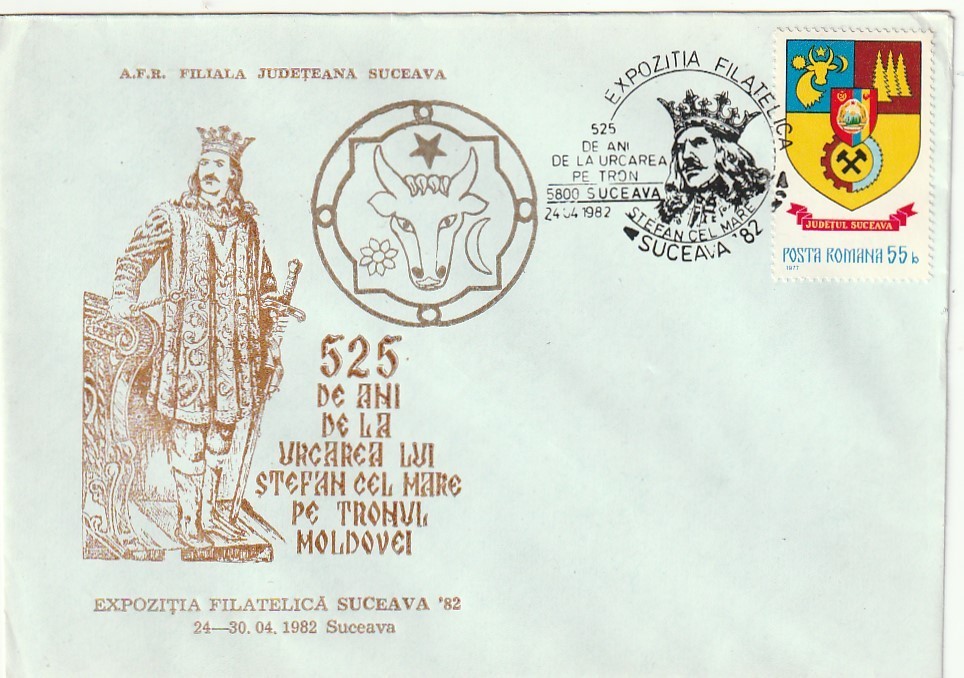 A.F.R. FILIALA JUDEȚEANA SUCEAVA
525
DE ANI
DE LA
URCAREA LUI
ȘTEFAN CEL MARE
PE TRONUL
MOLDOVEI
EXPOZIȚIA FILATELICĂ SUCEAVA '82
24—30.04.1982 Suceava
EXPOZITIA FILATELICA
525
DE ANI
DE LA URCAREA
PE TRON
5800 SUCEAVA
24 04 1982
ȘTEFAN CEL MARE
SUCEAVA '82
JUDEȚUL SUCEAVA
POSTA ROMANA 55 b
1977